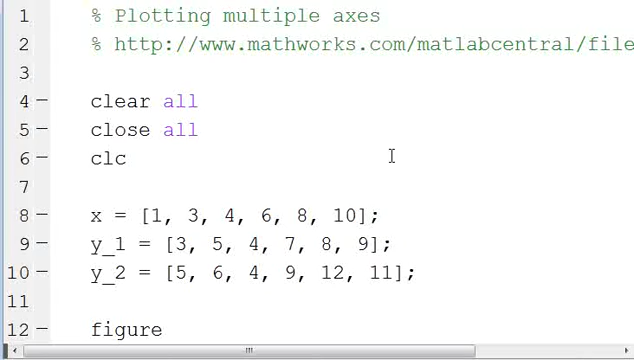 1 % Plotting multiple axes
2 % http://www.mathworks.com/matlabcentral/file
3
4 clear all
5 close all
6 clc
7
8 x = [1, 3, 4, 6, 8, 10];
9 y_1 = [3, 5, 4, 7, 8, 9];
10 y_2 = [5, 6, 4, 9, 12, 11];
11
12 figure